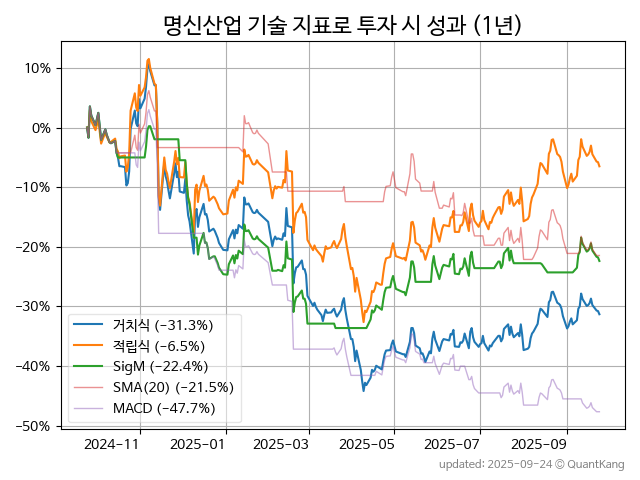 명신산업 기술 지표로 투자 시 성과 (1년)
10%
0%
−10%
−20%
−30%
−40%
−50%
거치식 (−31.3%)
적립식 (−6.5%)
SigM (−22.4%)
SMA(20) (−21.5%)
MACD (−47.7%)
2024-11 2025-01 2025-03 2025-05 2025-07 2025-09
updated: 2025-09-24 © QuantKang